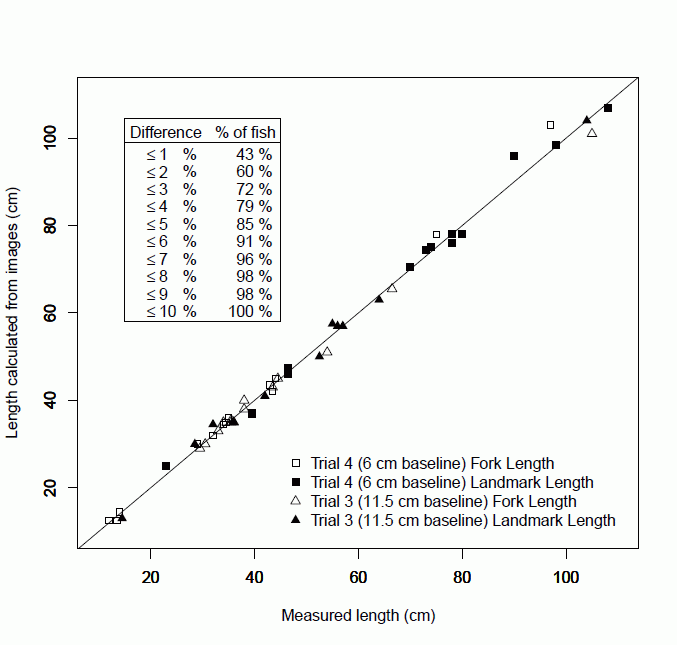 Difference % of fish
≤ 1 % 43 %
≤ 2 % 60 %
≤ 3 % 72 %
≤ 4 % 79 %
≤ 5 % 85 %
≤ 6 % 91 %
≤ 7 % 96 %
≤ 8 % 98 %
≤ 9 % 98 %
≤ 10 % 100 %
Length calculated from images (cm)
100
80
60
40
20
Trial 4 (6 cm baseline) Fork Length
Trial 4 (6 cm baseline) Landmark Length
Trial 3 (11.5 cm baseline) Fork Length
Trial 3 (11.5 cm baseline) Landmark Length
20 40 60 80 100
Measured length (cm)